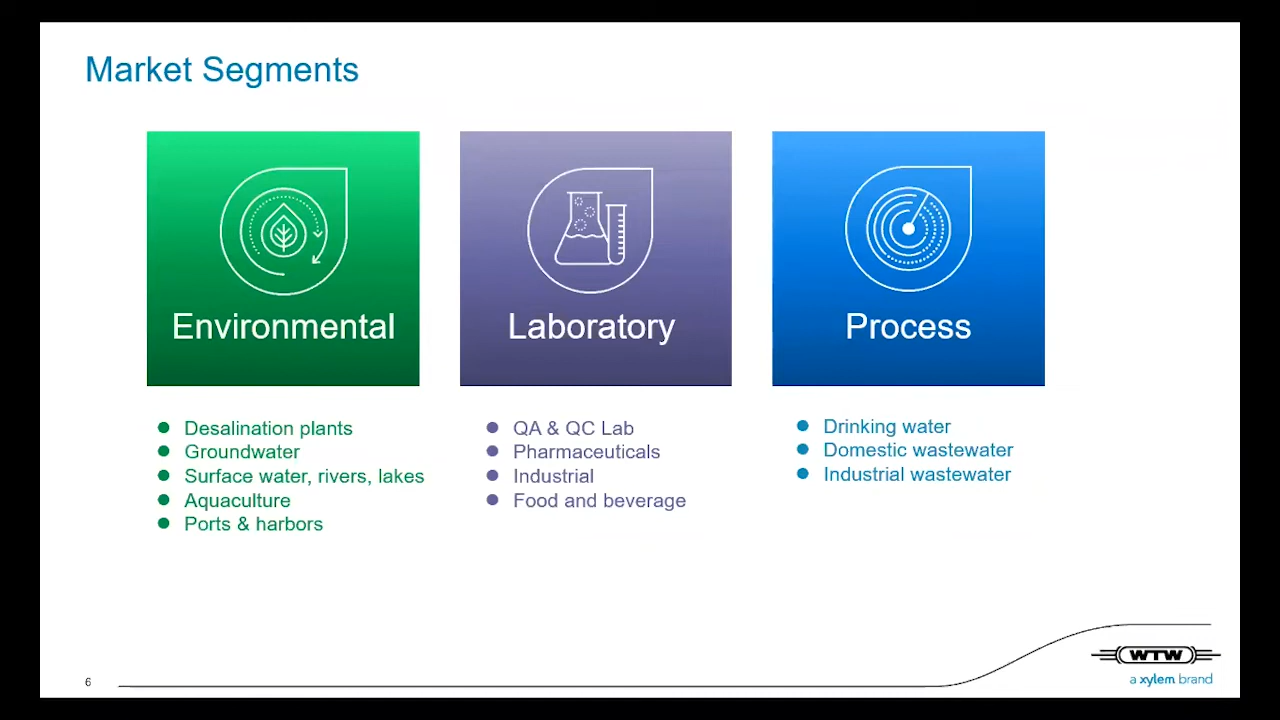 Market Segments
Environmental
Desalination plants
Groundwater
Surface water, rivers, lakes
Aquaculture
Ports & harbors
Laboratory
QA & QC Lab
Pharmaceuticals
Industrial
Food and beverage
Process
Drinking water
Domestic wastewater
Industrial wastewater
6
WTW
a xylem brand